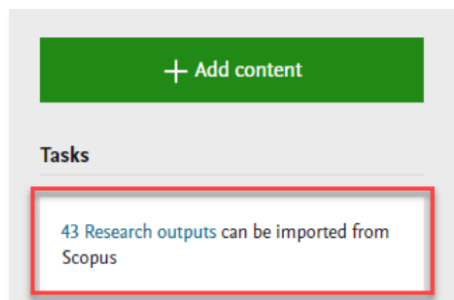 + Add content
Tasks
43 Research outputs can be imported from
Scopus